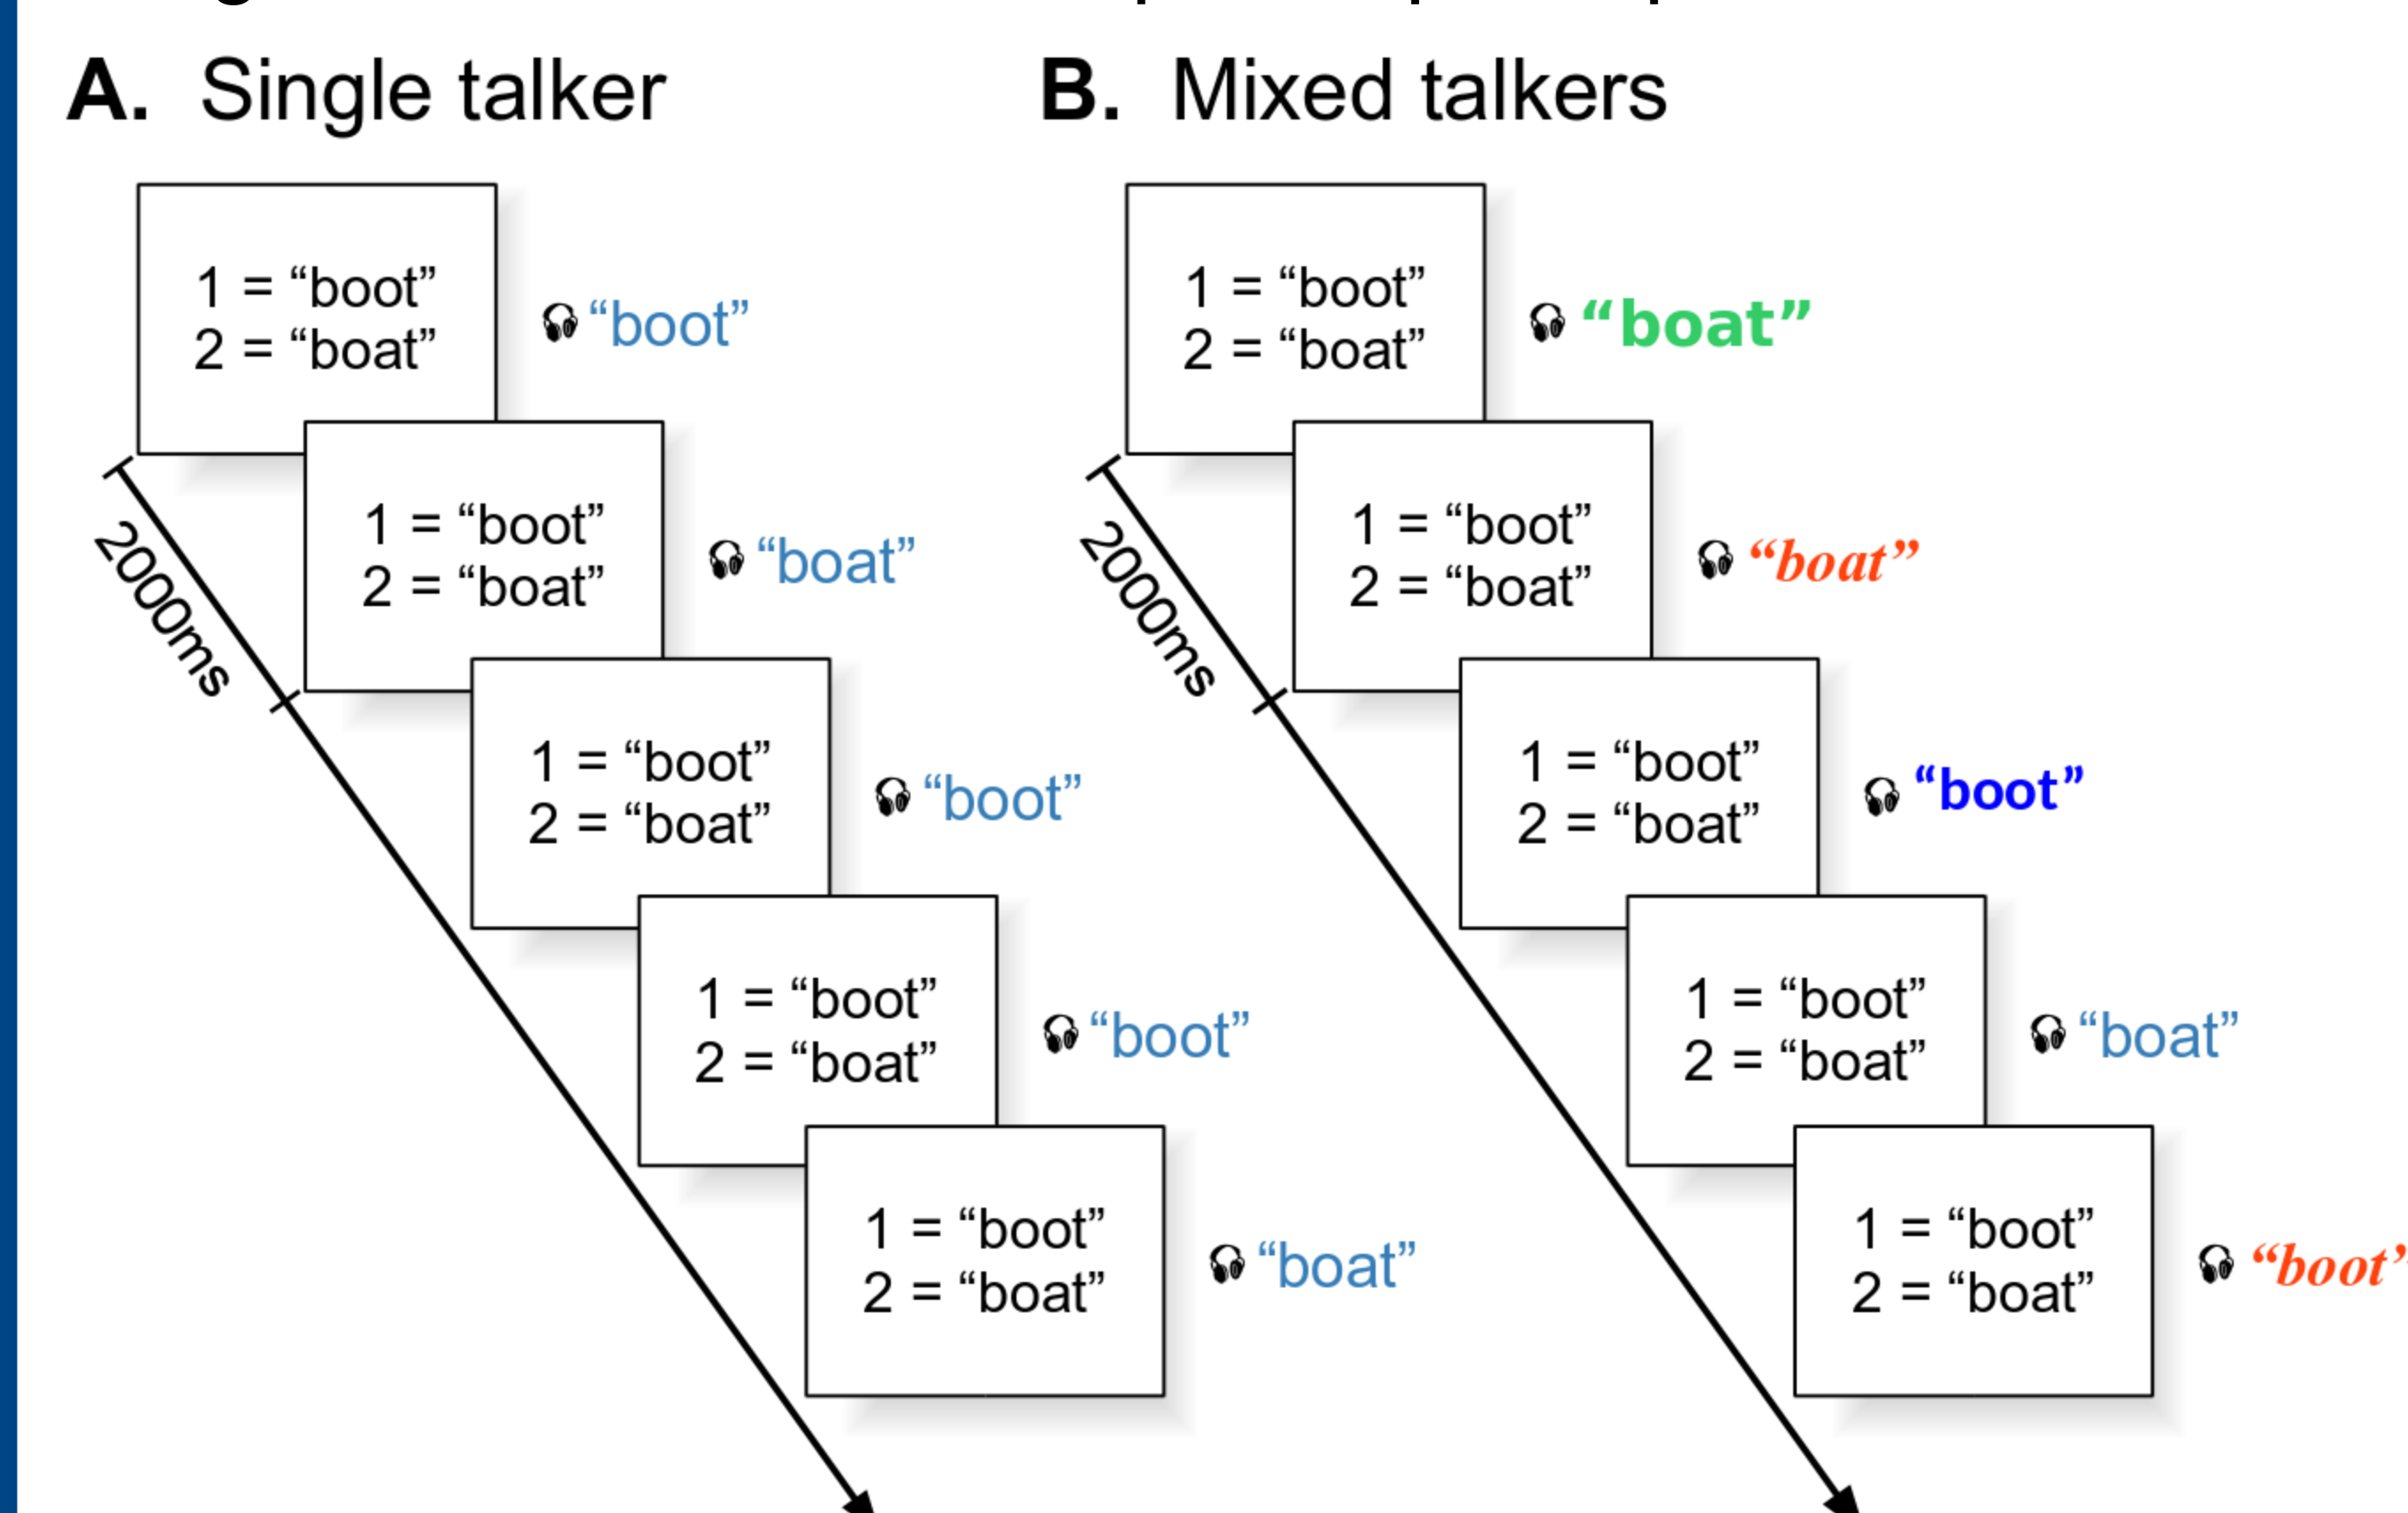 A. Single talker
1 = “boot”
2 = “boat”
“boot”
1 = “boot”
2 = “boat”
“boat”
1 = “boot”
2 = “boat”
“boot”
1 = “boot”
2 = “boat”
“boot”
1 = “boot”
2 = “boat”
“boat”
2000ms
B. Mixed talkers
1 = “boot”
2 = “boat”
“boat”
1 = “boot”
2 = “boat”
“boat”
1 = “boot”
2 = “boat”
“boot”
1 = “boot”
2 = “boat”
“boat”
1 = “boot”
2 = “boat”
“boot”
2000ms